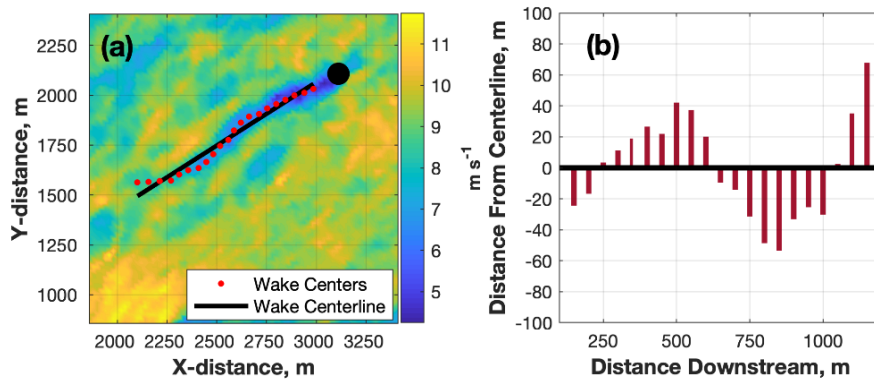 (a)
2250
2000
1750
1500
1250
1000
Y-distance, m
2000 2250 2500 2750 3000 3250
X-distance, m
Wake Centers
Wake Centerline
11
10
9
8
7
6
5
m s-1
(b)
100
80
60
40
20
0
-20
-40
-60
-80
-100
Distance From Centerline, m
250 500 750 1000
Distance Downstream, m